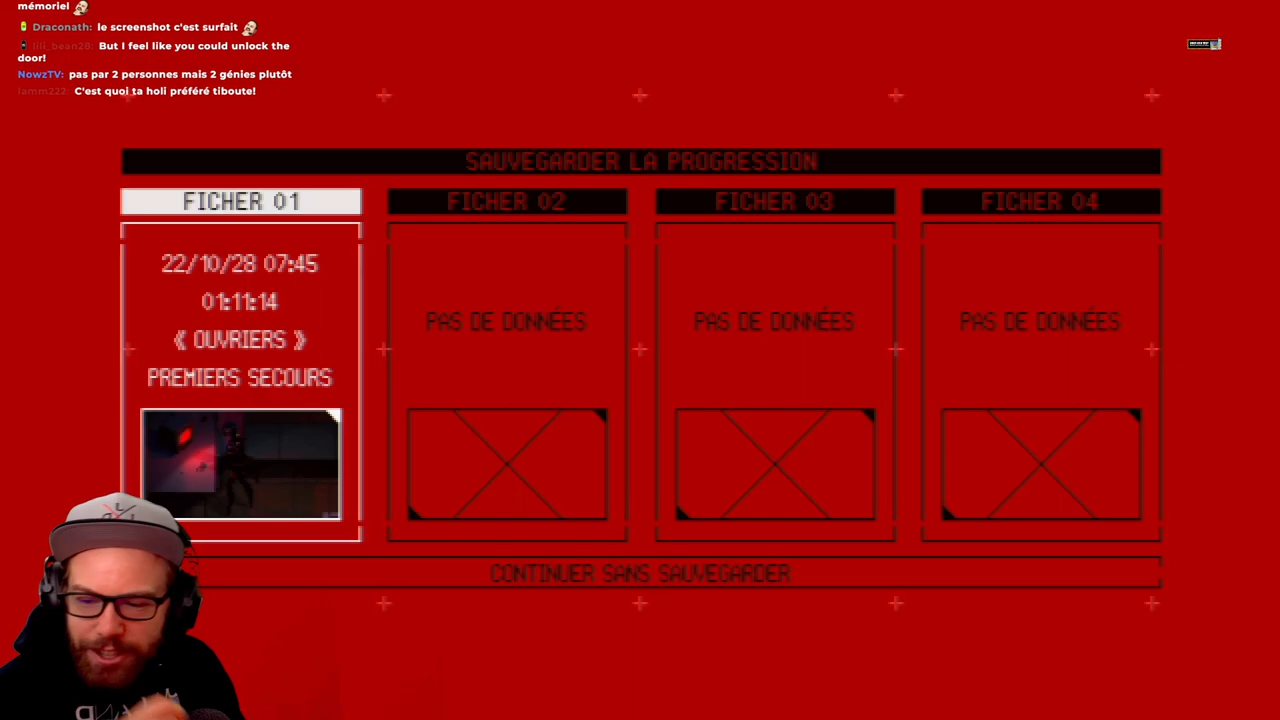 mémoriel
Draconath: le screenshot c'est surfait
lili_bean28: But I feel like you could unlock the
door!
NowzTV: pas par 2 personnes mais 2 génies plutôt
lamm222: C'est quoi ta holi préféré tiboute!
SAUVEGARDER LA PROGRESSION
FICHER 01
FICHER 02
FICHER 03
FICHER 04
22/10/28 07:45
01:11:14
《 OUVRIERS 》
PREMIERS SECOURS
PAS DE DONNÉES
PAS DE DONNÉES
PAS DE DONNÉES
CONTINUER SANS SAUVEGARDER